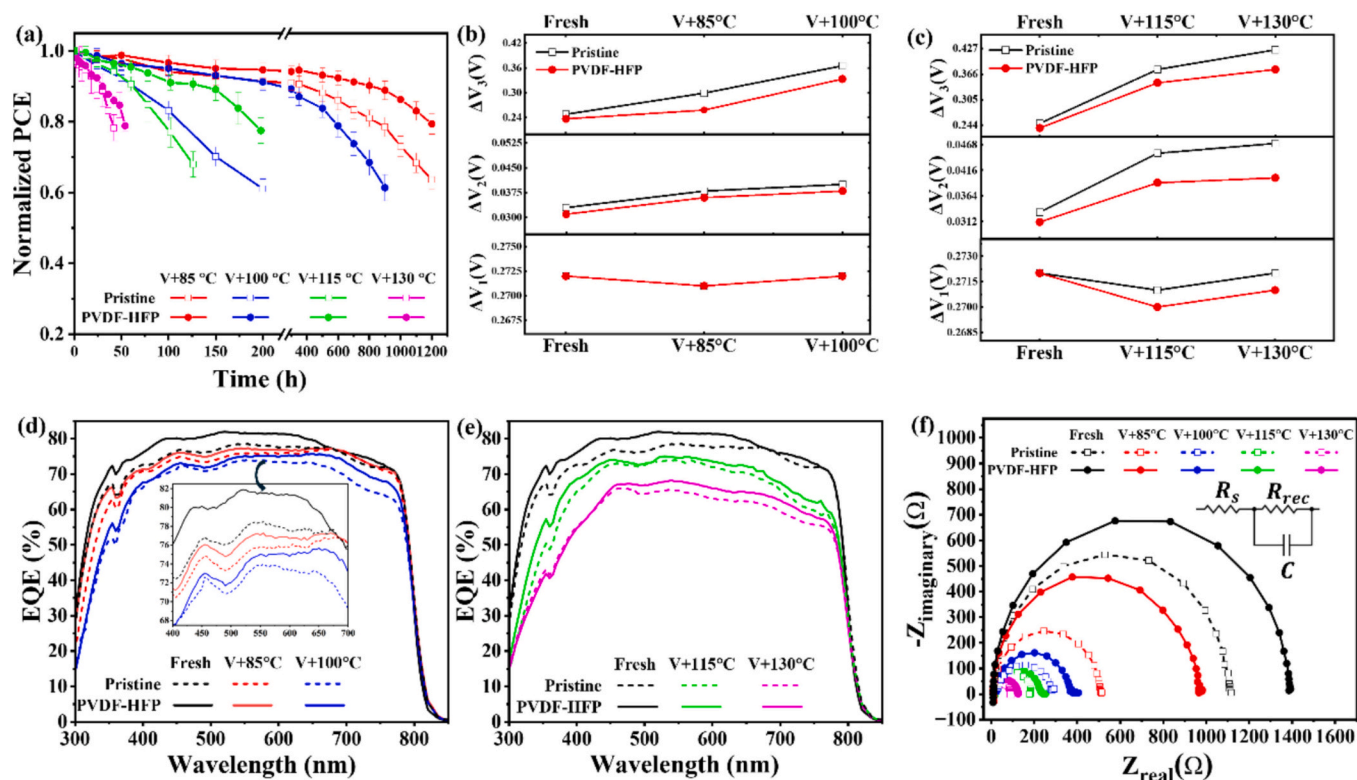 (a)
Normalized PCE
1.0
0.8
0.6
0.4
0.2
V+85 °C V+100 °C V+115 °C V+130 °C
Pristine
PVDF-HFP
0 50 100 150 200 400 600 800 1000 1200
Time (h)
(b)
Fresh V+85°C V+100°C
Pristine
PVDF-HFP
ΔV3(V)
0.42
0.36
0.30
0.24
ΔV2(V)
0.0525
0.0450
0.0375
0.0300
ΔV1(V)
0.2750
0.2725
0.2700
0.2675
Fresh V+85°C V+100°C
(c)
Fresh V+115°C V+130°C
Pristine
PVDF-HFP
ΔV3(V)
0.427
0.366
0.305
0.244
ΔV2(V)
0.0468
0.0416
0.0364
0.0312
ΔV1(V)
0.2715
0.2700
0.2685
Fresh V+115°C V+130°C
(d)
EQE (%)
80
70
60
50
40
30
20
10
0
82
80
78
76
74
72
70
68
400 450 500 550 600 650 700
Fresh V+85°C V+100°C
Pristine
PVDF-HFP
300 400 500 600 700 800
Wavelength (nm)
(e)
EQE (%)
80
70
60
50
40
30
20
10
0
Fresh V+115°C V+130°C
Pristine
PVDF-HFP
300 400 500 600 700 800
Wavelength (nm)
(f)
-Zimaginary(Ω)
1000
900
800
700
600
500
400
300
200
100
0
−100
Fresh V+85°C V+100°C V+115°C V+130°C
Pristine
PVDF-HFP
Rs Rrec
C
0 200 400 600 800 1000 1200 1400 1600
Zreal(Ω)